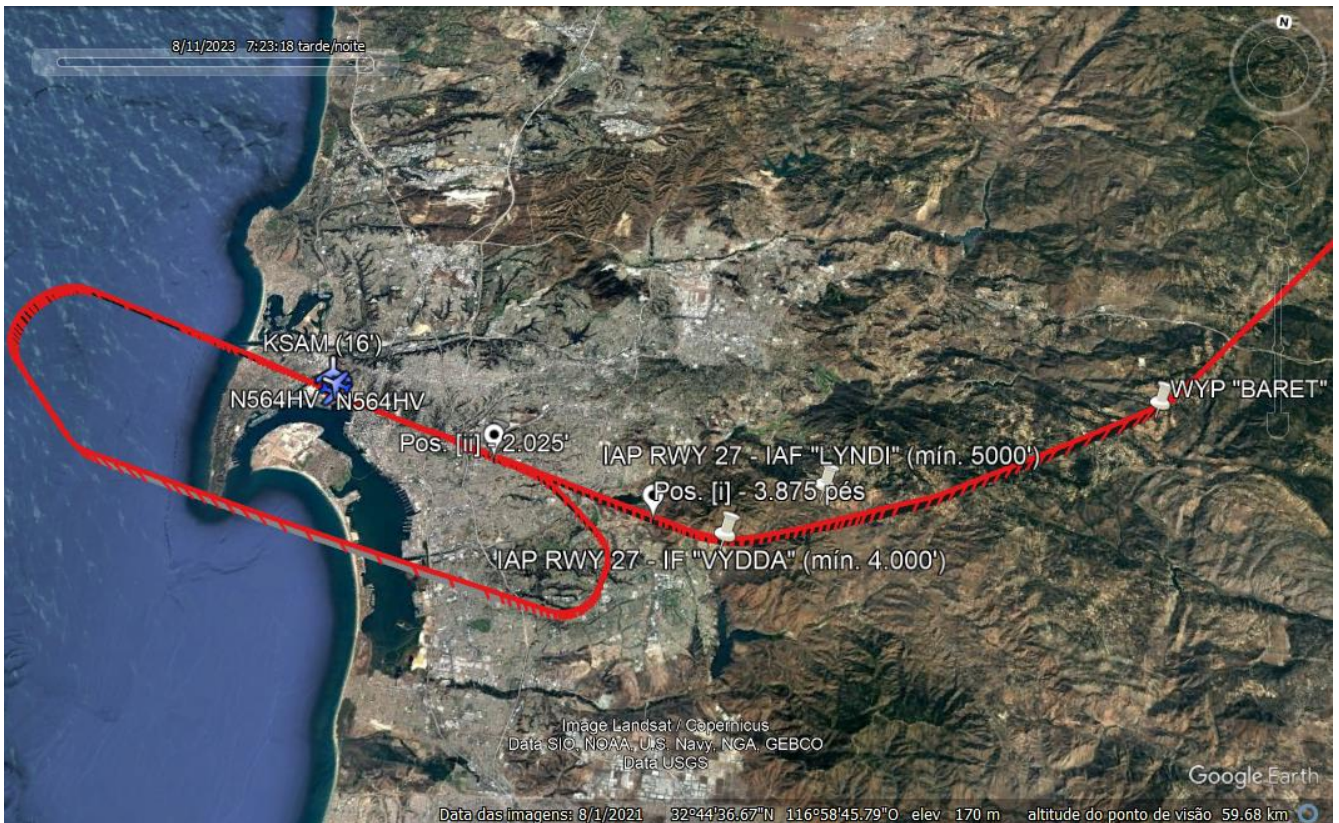 8/11/2023 7:23:18 tarde/noite
N
KSAM (16')
N564HV N564HV
WYP "BARET"
Pos. [ii] - 2.025'
IAP RWY 27 - IAF "LYNDI" (mín. 5000')
Pos. [i] - 3.875 pés
IAP RWY 27 - IF "VYDDA" (mín. 4.000')
Image Landsat / Copernicus
Data SIO, NOAA, U.S. Navy, NGA, GEBCO
Data USGS
Google Earth
Data das imagens: 8/1/2021 32°44'36.67"N 116°58'45.79"O elev 170 m altitude do ponto de visão 59.68 km